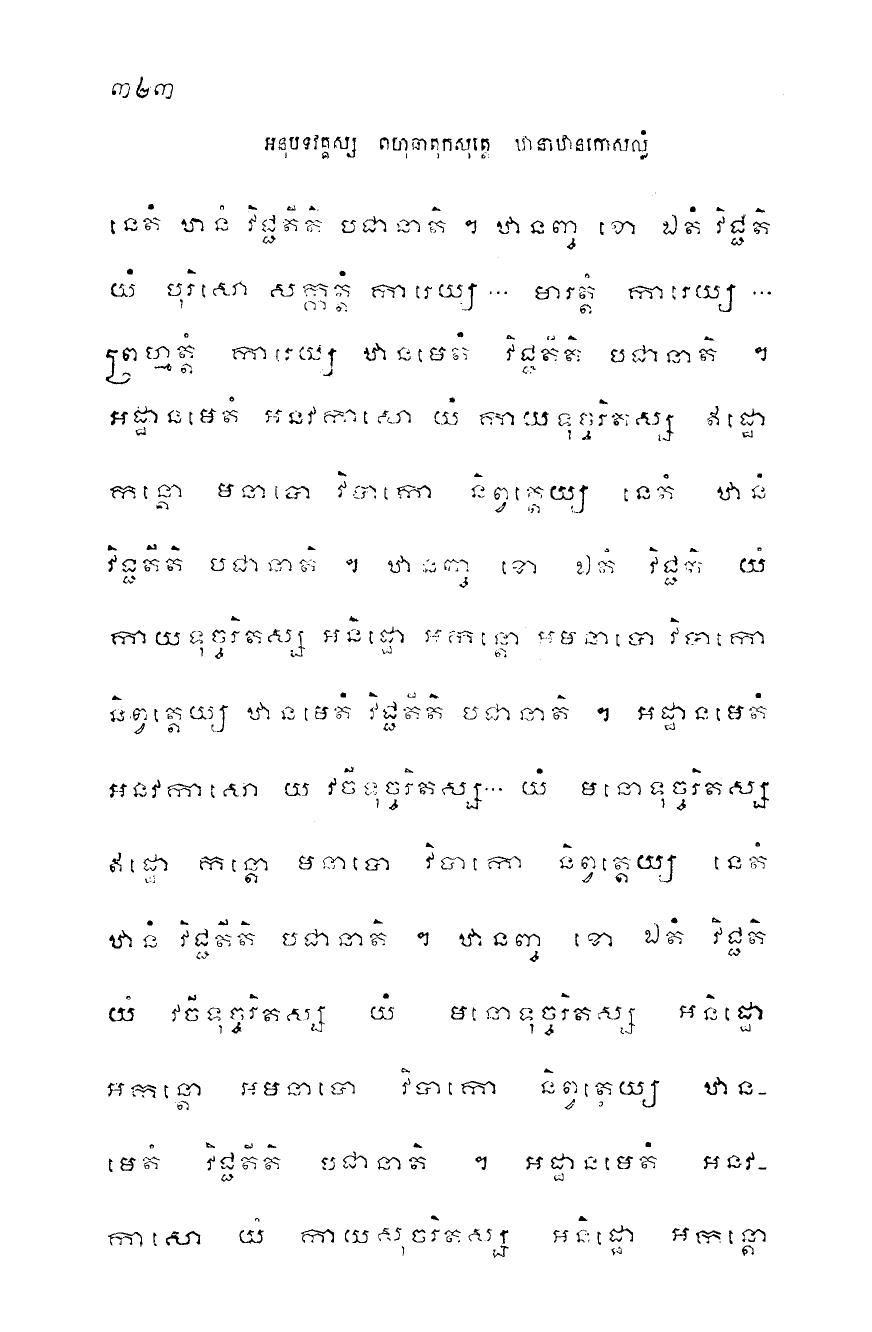 ៣២៣
អនុបទវគ្គស្ស ពហុធាតុកសុត្តេ ឋានាឋានកោសល្លំ
នេតំ ឋានំ វិជ្ជតីតិ បជានាតិ ។ ឋានញ្ច ខោ ឯតំ វិជ្ជតិ
យំ បុរិសោ សក្កត្តំ ការេយ្យ ... មារត្តំ ការេយ្យ ...
ព្រហ្មត្តំ ការេយ្យ ឋានមេតំ វិជ្ជតីតិ បជានាតិ ។
អដ្ឋានមេតំ អនវកាសោ យំ កាយទុច្ចរិតស្ស ឥដ្ឋោ
កន្តោ មនាបោ វិបាកោ និព្វត្តេយ្យ នេតំ ឋានំ
វិជ្ជតីតិ បជានាតិ ។ ឋានញ្ច ខោ ឯតំ វិជ្ជតិ យំ
កាយទុច្ចរិតស្ស អនិដ្ឋោ អកន្តោ អមនាបោ វិបាកោ
និព្វត្តេយ្យ ឋានមេតំ វិជ្ជតីតិ បជានាតិ ។ អដ្ឋានមេតំ
អនវកាសោ យ វចីទុច្ចរិតស្ស... យំ មនោទុច្ចរិតស្ស
ឥដ្ឋោ កន្តោ មនាបោ វិបាកោ និព្វត្តេយ្យ នេតំ
ឋានំ វិជ្ជតីតិ បជានាតិ ។ ឋានញ្ច ខោ ឯតំ វិជ្ជតិ
យំ វចីទុច្ចរិតស្ស យំ មនោទុច្ចរិតស្ស អនិដ្ឋោ
អកន្តោ អមនាបោ វិបាកោ និព្វត្តេយ្យ ឋាន-
មេតំ វិជ្ជតីតិ បជានាតិ ។ អដ្ឋានមេតំ អនវ-
កាសោ យំ កាយសុចរិតស្ស អនិដ្ឋោ អកន្តោ